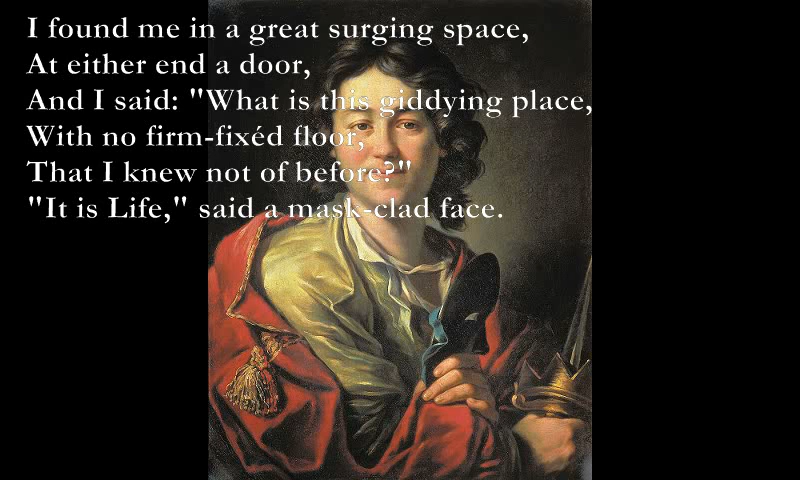 I found me in a great surging space,
At either end a door,
And I said: "What is this giddying place,
With no firm-fixéd floor,
That I knew not of before?"
"It is Life," said a mask-clad face.